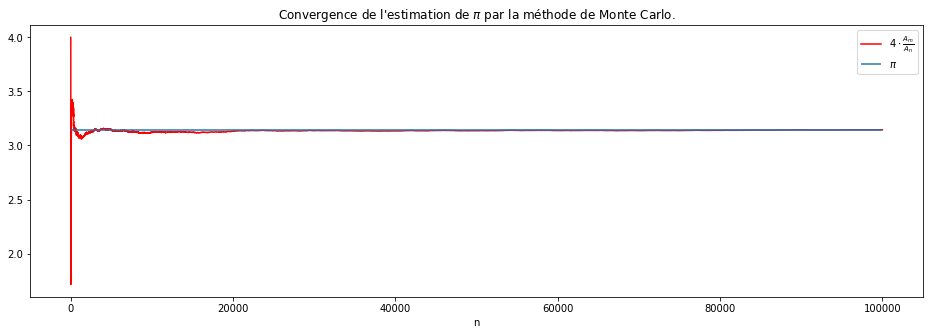 Convergence de l'estimation de π par la méthode de Monte Carlo.
4 · A_m/A_n
π
4.0
3.5
3.0
2.5
2.0
0 20000 40000 60000 80000 100000
n